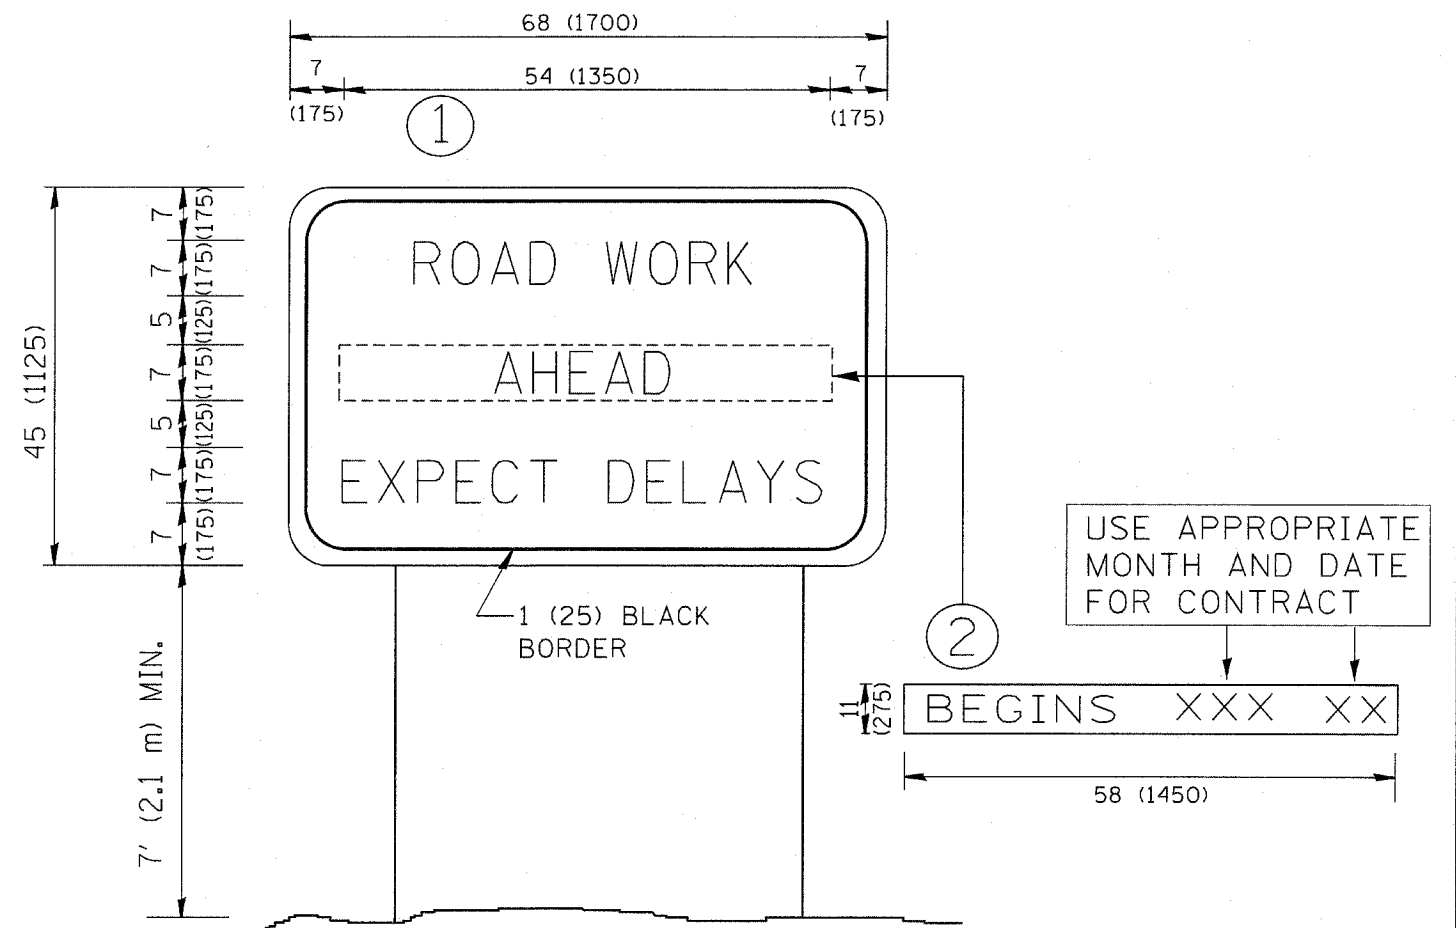 68 (1700)
7 54 (1350) 7
(175) (175)
1
7 (175)
7 (175)
5 (125)
7 (175)
5 (125)
7 (175)
7 (175)
45 (1125)
ROAD WORK
AHEAD
EXPECT DELAYS
1 (25) BLACK
BORDER
7' (2.1 m) MIN.
USE APPROPRIATE
MONTH AND DATE
FOR CONTRACT
2
11
(275)
BEGINS XXX XX
58 (1450)